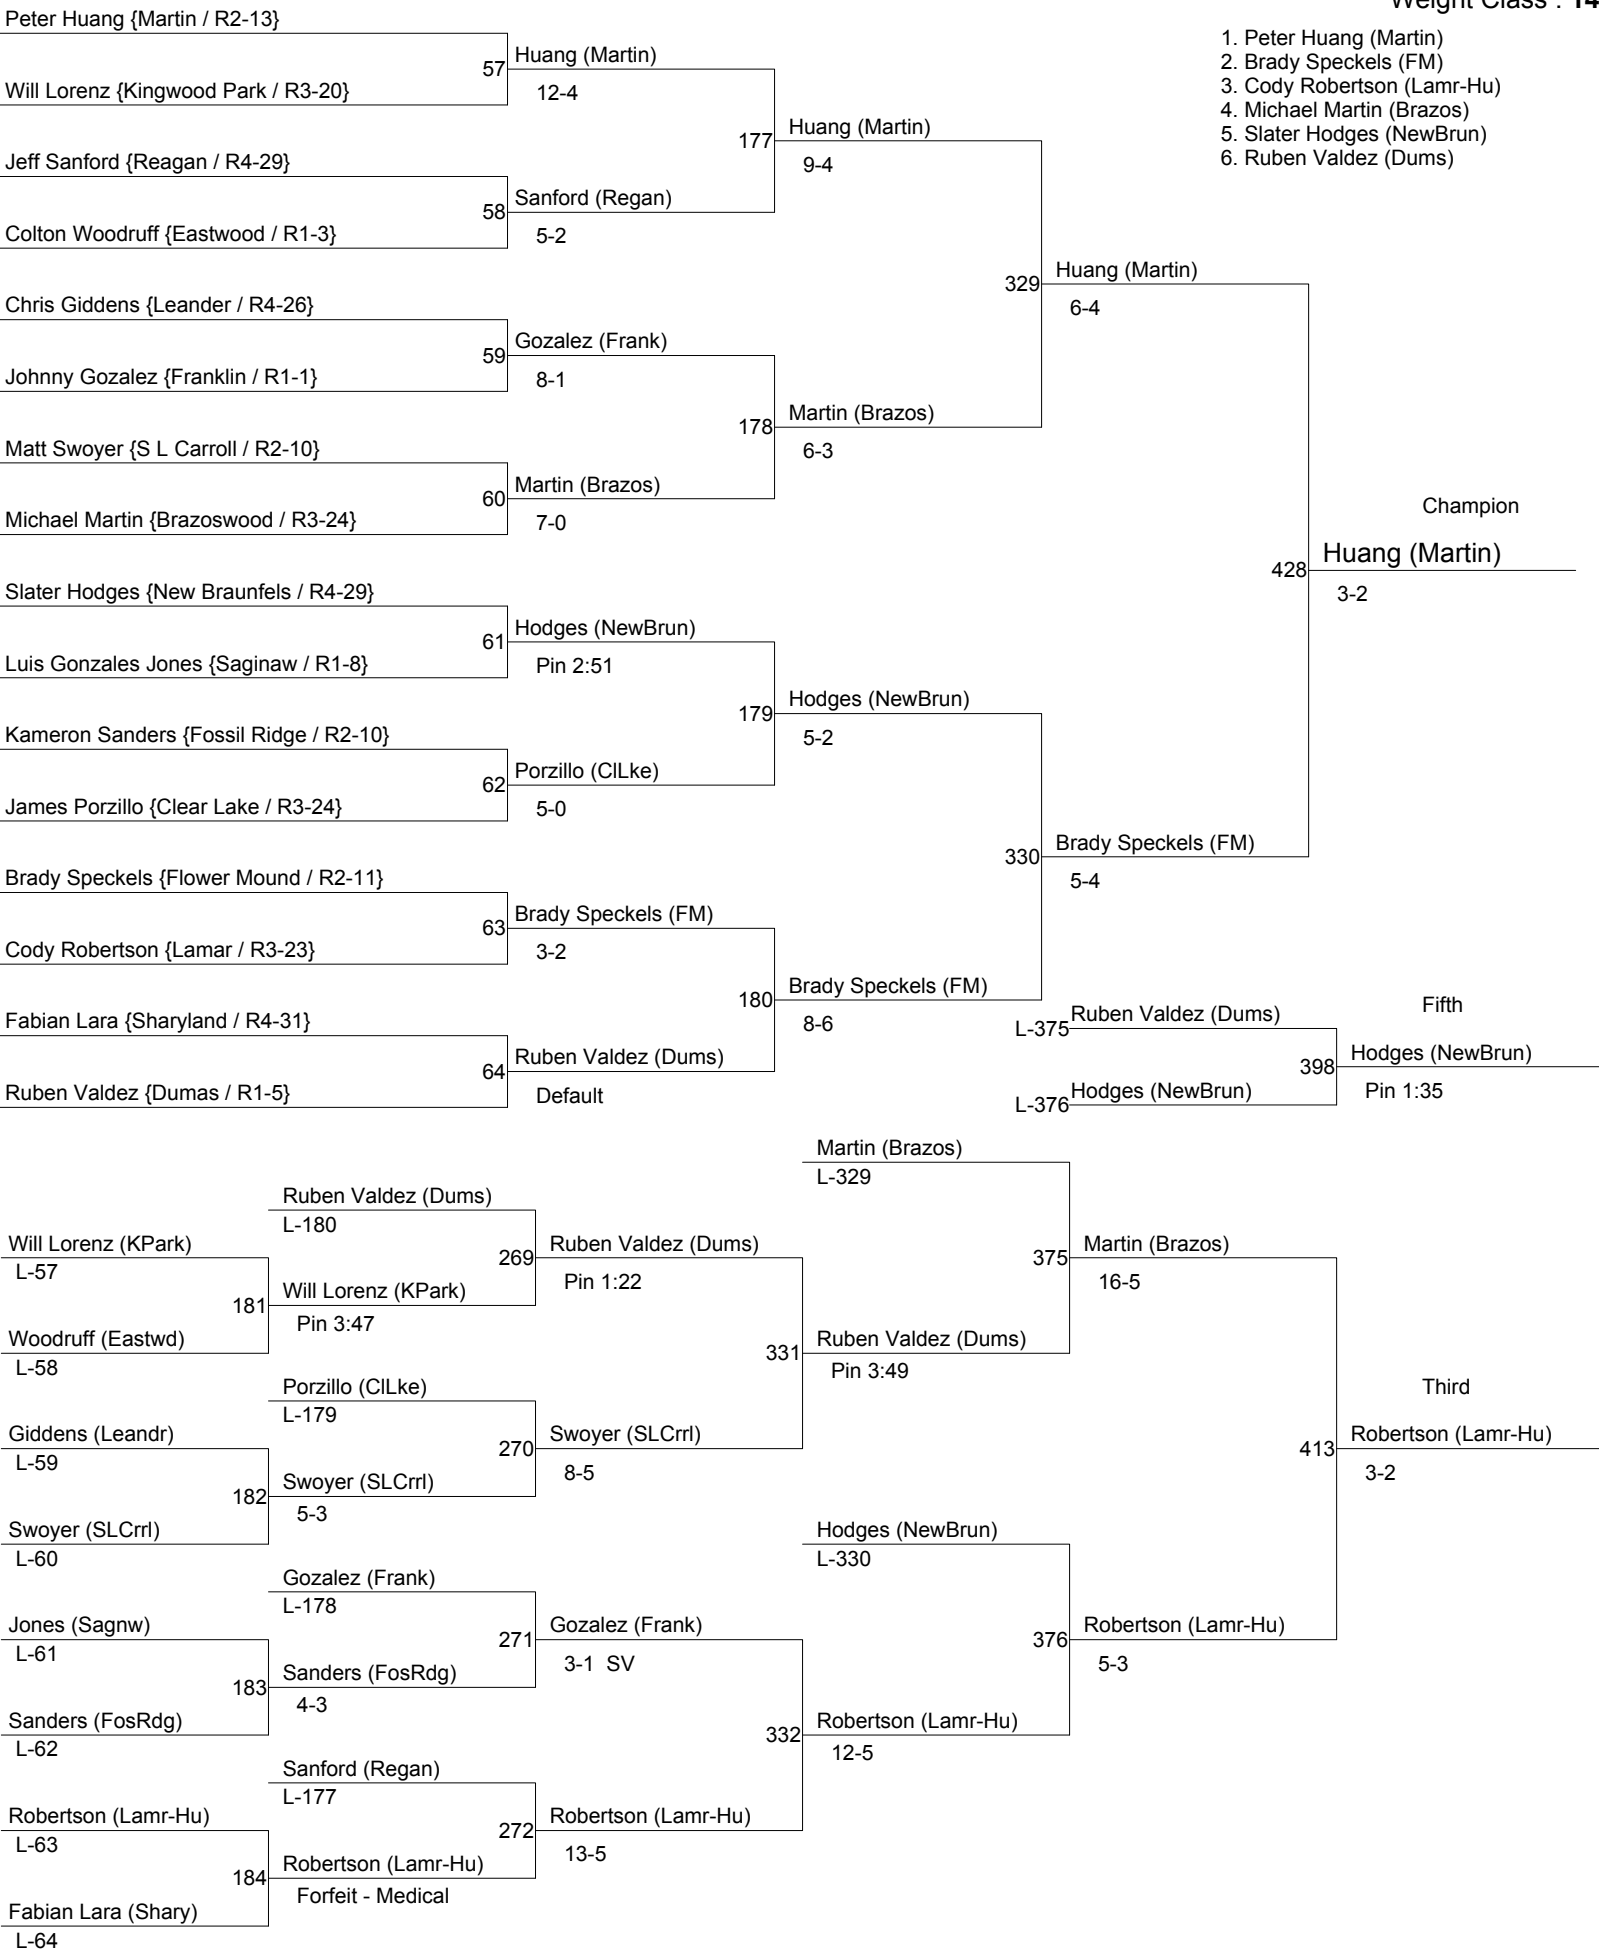 Weight Class : 14
1. Peter Huang (Martin)
2. Brady Speckels (FM)
3. Cody Robertson (Lamr-Hu)
4. Michael Martin (Brazos)
5. Slater Hodges (NewBrun)
6. Ruben Valdez (Dums)
Peter Huang {Martin / R2-13}
57
Huang (Martin)
12-4
Will Lorenz {Kingwood Park / R3-20}
177
Huang (Martin)
9-4
Jeff Sanford {Reagan / R4-29}
58
Sanford (Regan)
5-2
Colton Woodruff {Eastwood / R1-3}
329
Huang (Martin)
6-4
Chris Giddens {Leander / R4-26}
59
Gozalez (Frank)
8-1
Johnny Gozalez {Franklin / R1-1}
178
Martin (Brazos)
6-3
Matt Swoyer {S L Carroll / R2-10}
60
Martin (Brazos)
7-0
Michael Martin {Brazoswood / R3-24}
Champion
428
Huang (Martin)
3-2
Slater Hodges {New Braunfels / R4-29}
61
Hodges (NewBrun)
Pin 2:51
Luis Gonzales Jones {Saginaw / R1-8}
179
Hodges (NewBrun)
5-2
Kameron Sanders {Fossil Ridge / R2-10}
62
Porzillo (ClLke)
5-0
James Porzillo {Clear Lake / R3-24}
330
Brady Speckels (FM)
5-4
Brady Speckels {Flower Mound / R2-11}
63
Brady Speckels (FM)
3-2
Cody Robertson {Lamar / R3-23}
180
Brady Speckels (FM)
8-6
Fabian Lara {Sharyland / R4-31}
64
Ruben Valdez (Dums)
Default
Ruben Valdez {Dumas / R1-5}
Fifth
L-375
Ruben Valdez (Dums)
398
Hodges (NewBrun)
Pin 1:35
L-376
Hodges (NewBrun)
Martin (Brazos)
L-329
Ruben Valdez (Dums)
L-180
Will Lorenz (KPark)
L-57
269
Ruben Valdez (Dums)
Pin 1:22
375
Martin (Brazos)
16-5
181
Will Lorenz (KPark)
Pin 3:47
Woodruff (Eastwd)
L-58
331
Ruben Valdez (Dums)
Pin 3:49
Porzillo (ClLke)
L-179
Third
Giddens (Leandr)
L-59
270
Swoyer (SLCrrl)
8-5
413
Robertson (Lamr-Hu)
3-2
182
Swoyer (SLCrrl)
5-3
Swoyer (SLCrrl)
L-60
Hodges (NewBrun)
L-330
Gozalez (Frank)
L-178
Jones (Sagnw)
L-61
271
Gozalez (Frank)
3-1 SV
376
Robertson (Lamr-Hu)
5-3
183
Sanders (FosRdg)
4-3
Sanders (FosRdg)
L-62
332
Robertson (Lamr-Hu)
12-5
Sanford (Regan)
L-177
Robertson (Lamr-Hu)
L-63
272
Robertson (Lamr-Hu)
13-5
184
Robertson (Lamr-Hu)
Forfeit - Medical
Fabian Lara (Shary)
L-64